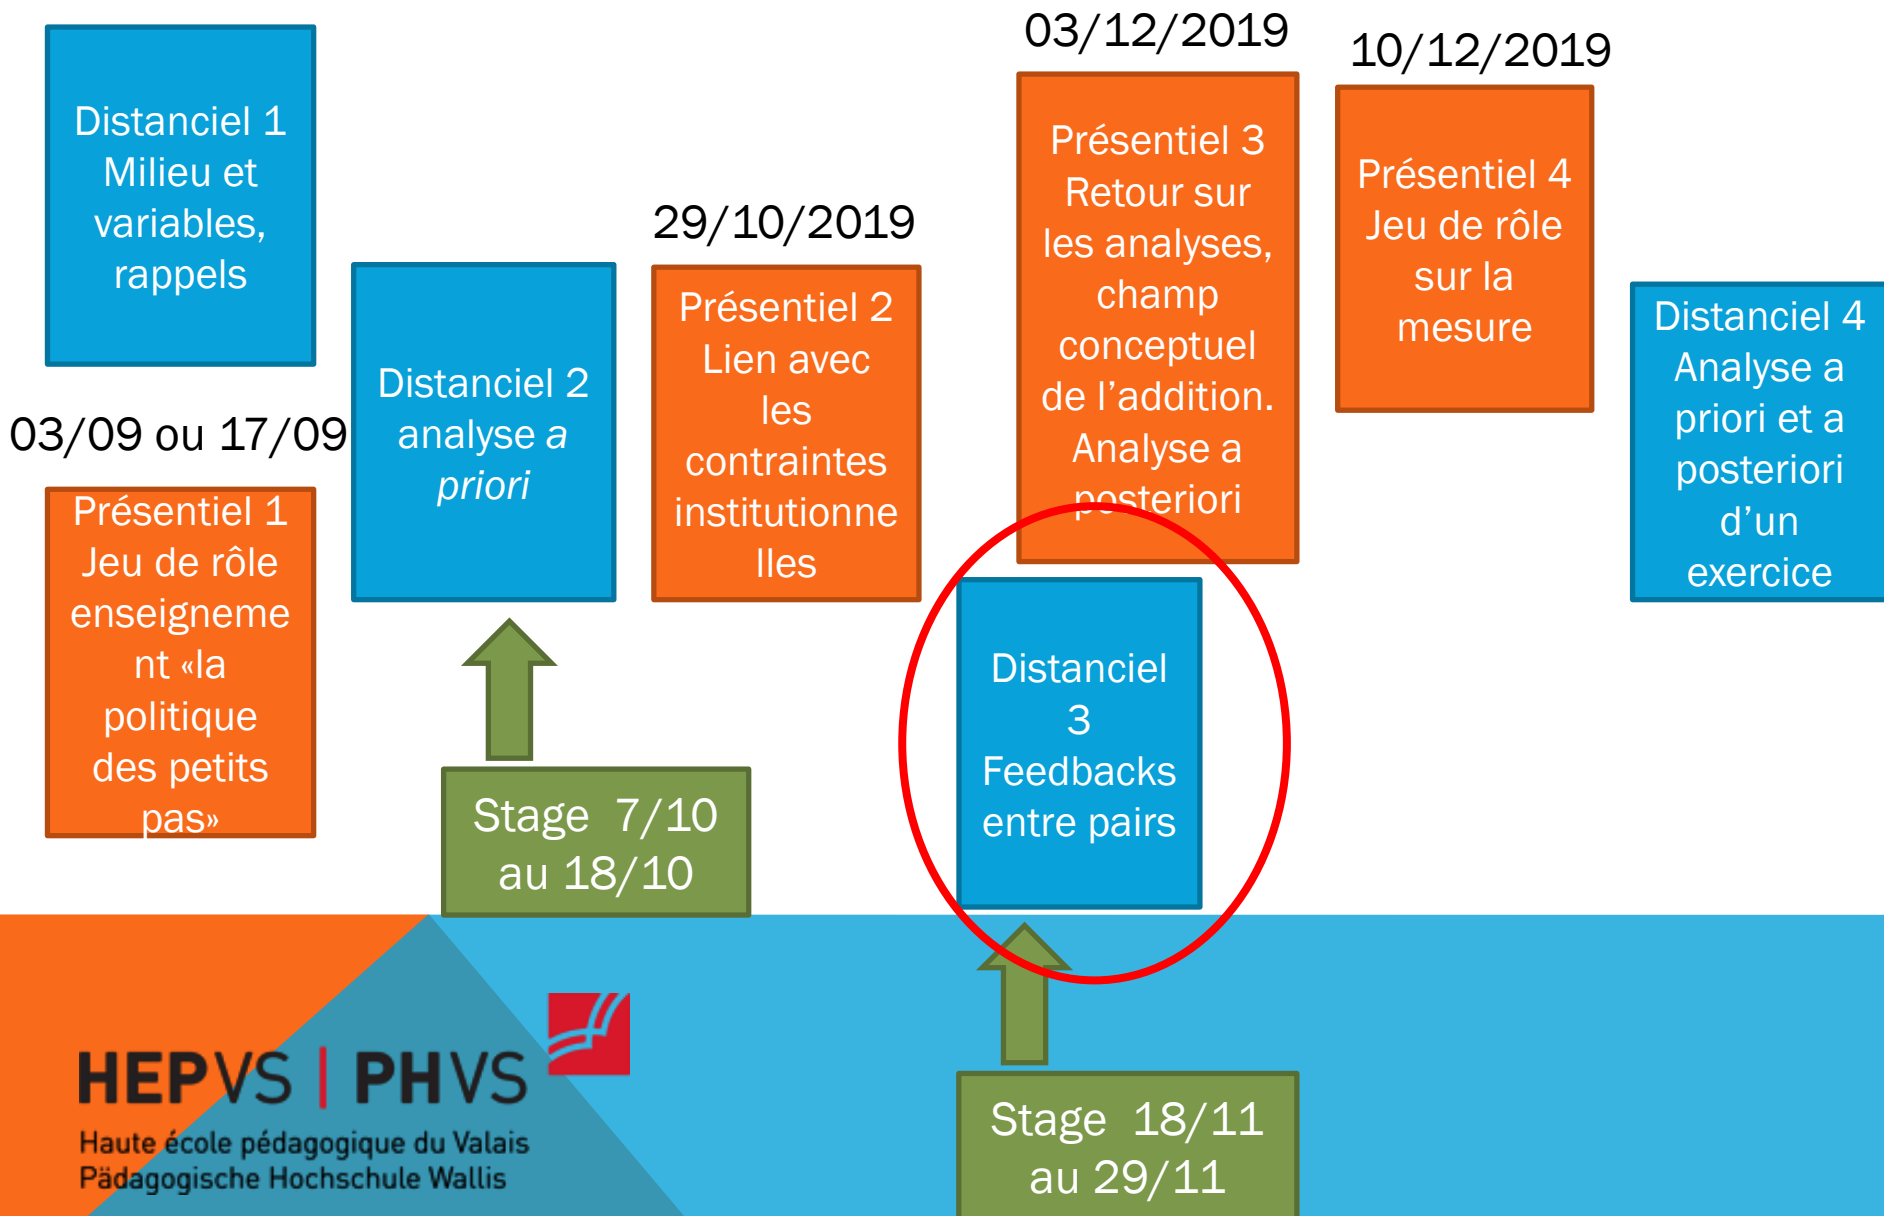 Distanciel 1
Milieu et
variables,
rappels
03/09 ou 17/09
Présentiel 1
Jeu de rôle
enseigneme
nt «la
politique
des petits
pas»
Distanciel 2
analyse a
priori
Stage 7/10
au 18/10
29/10/2019
Présentiel 2
Lien avec
les
contraintes
institutionne
lles
03/12/2019
Présentiel 3
Retour sur
les analyses,
champ
conceptuel
de l’addition.
Analyse a
posteriori
Distanciel
3
Feedbacks
entre pairs
Stage 18/11
au 29/11
10/12/2019
Présentiel 4
Jeu de rôle
sur la
mesure
Distanciel 4
Analyse a
priori et a
posteriori
d’un
exercice
HEPVS | PHVS
Haute école pédagogique du Valais
Pädagogische Hochschule Wallis